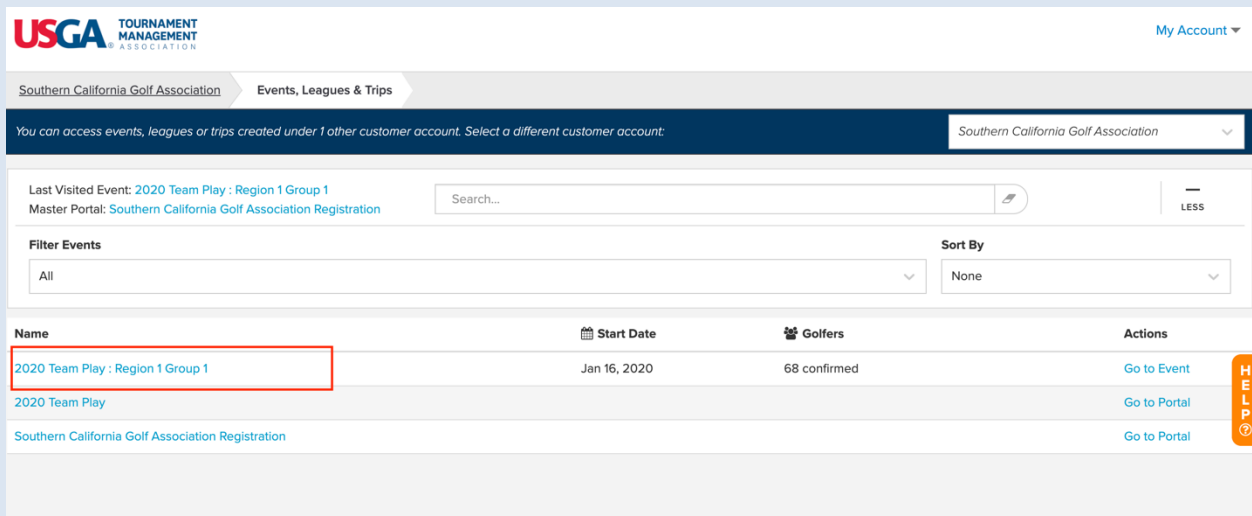 USGA® TOURNAMENT
MANAGEMENT
ASSOCIATION
My Account
Southern California Golf Association Events, Leagues & Trips
You can access events, leagues or trips created under 1 other customer account. Select a different customer account: Southern California Golf Association
Last Visited Event: 2020 Team Play : Region 1 Group 1
Master Portal: Southern California Golf Association Registration
Search...
LESS
Filter Events Sort By
All None
Name Start Date Golfers Actions
2020 Team Play : Region 1 Group 1 Jan 16, 2020 68 confirmed Go to Event
2020 Team Play Go to Portal
Southern California Golf Association Registration Go to Portal
HELP?